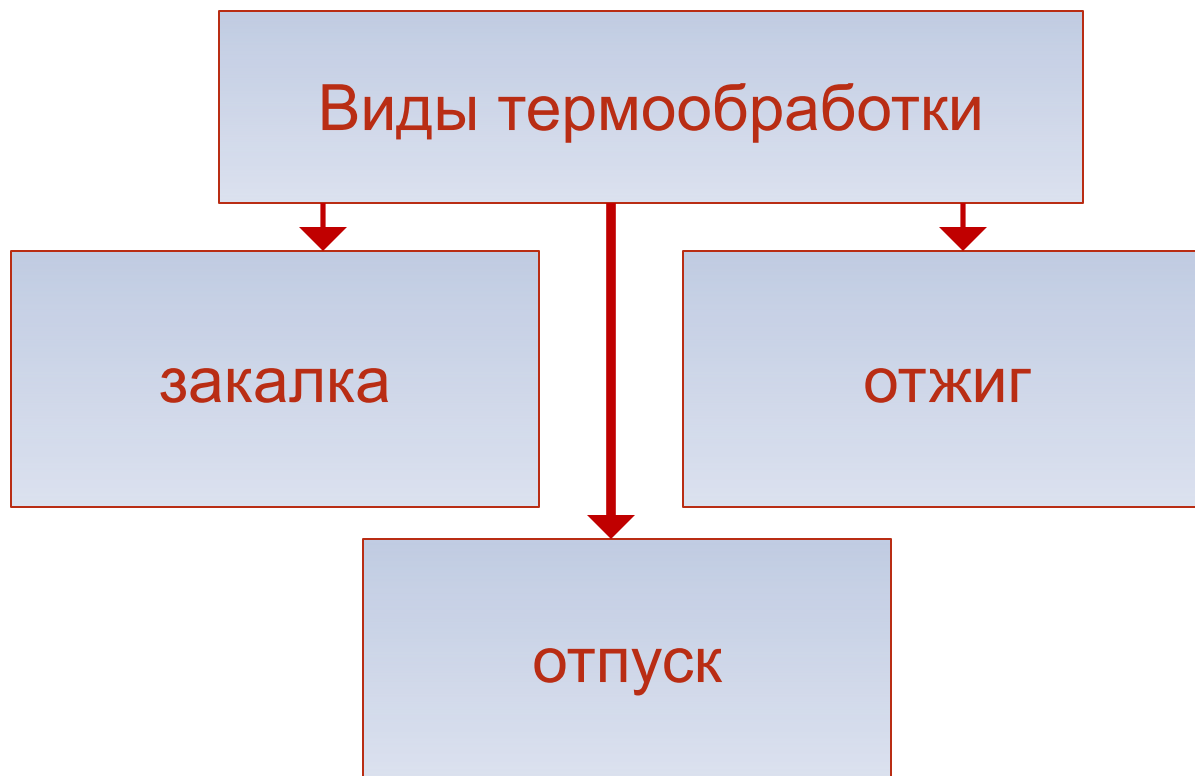 Виды термообработки
закалка
отжиг
отпуск